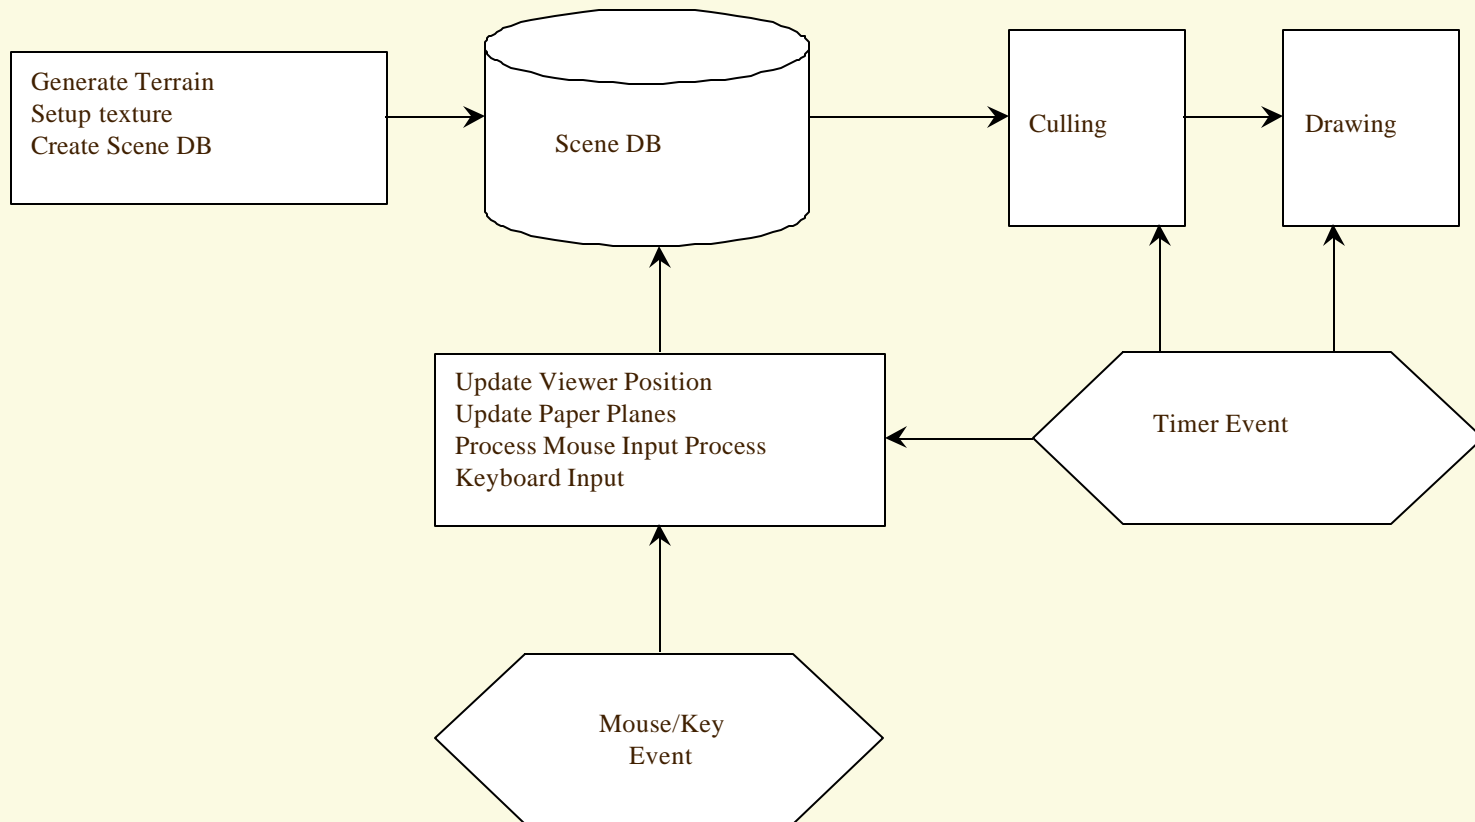 Generate Terrain
Setup texture
Create Scene DB
Scene DB
Culling
Drawing
Update Viewer Position
Update Paper Planes
Process Mouse Input Process
Keyboard Input
Timer Event
Mouse/Key
Event